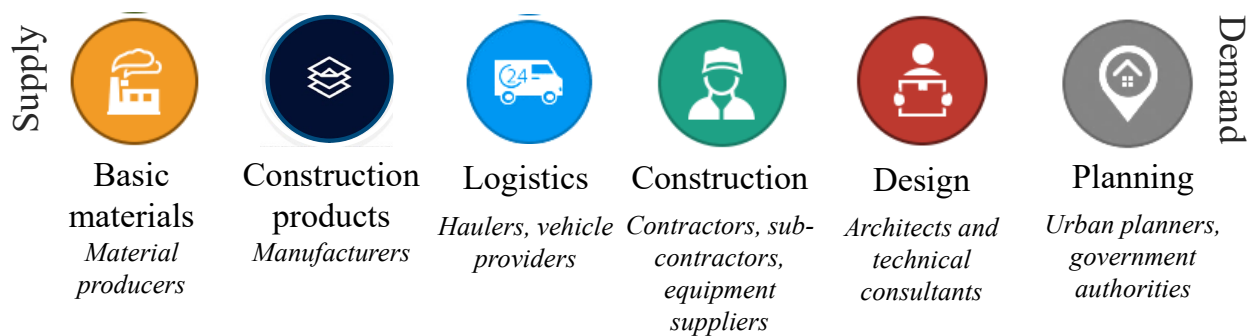 Supply
24
Demand
Basic
materials
Material
producers
Construction
products
Manufacturers
Logistics
Haulers, vehicle
providers
Construction
Contractors, sub-
contractors,
equipment
suppliers
Design
Architects and
technical
consultants
Planning
Urban planners,
government
authorities